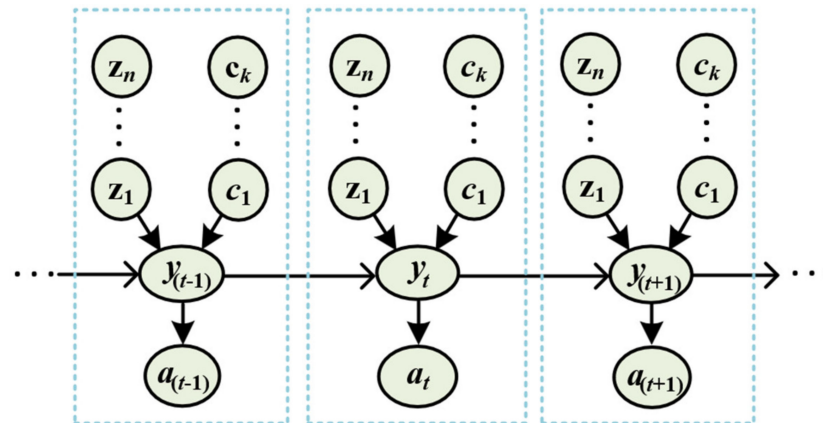 zn ck zn ck zn ck
z1 c1 z1 c1 z1 c1
y(t-1) yt y(t+1)
a(t-1) at a(t+1)